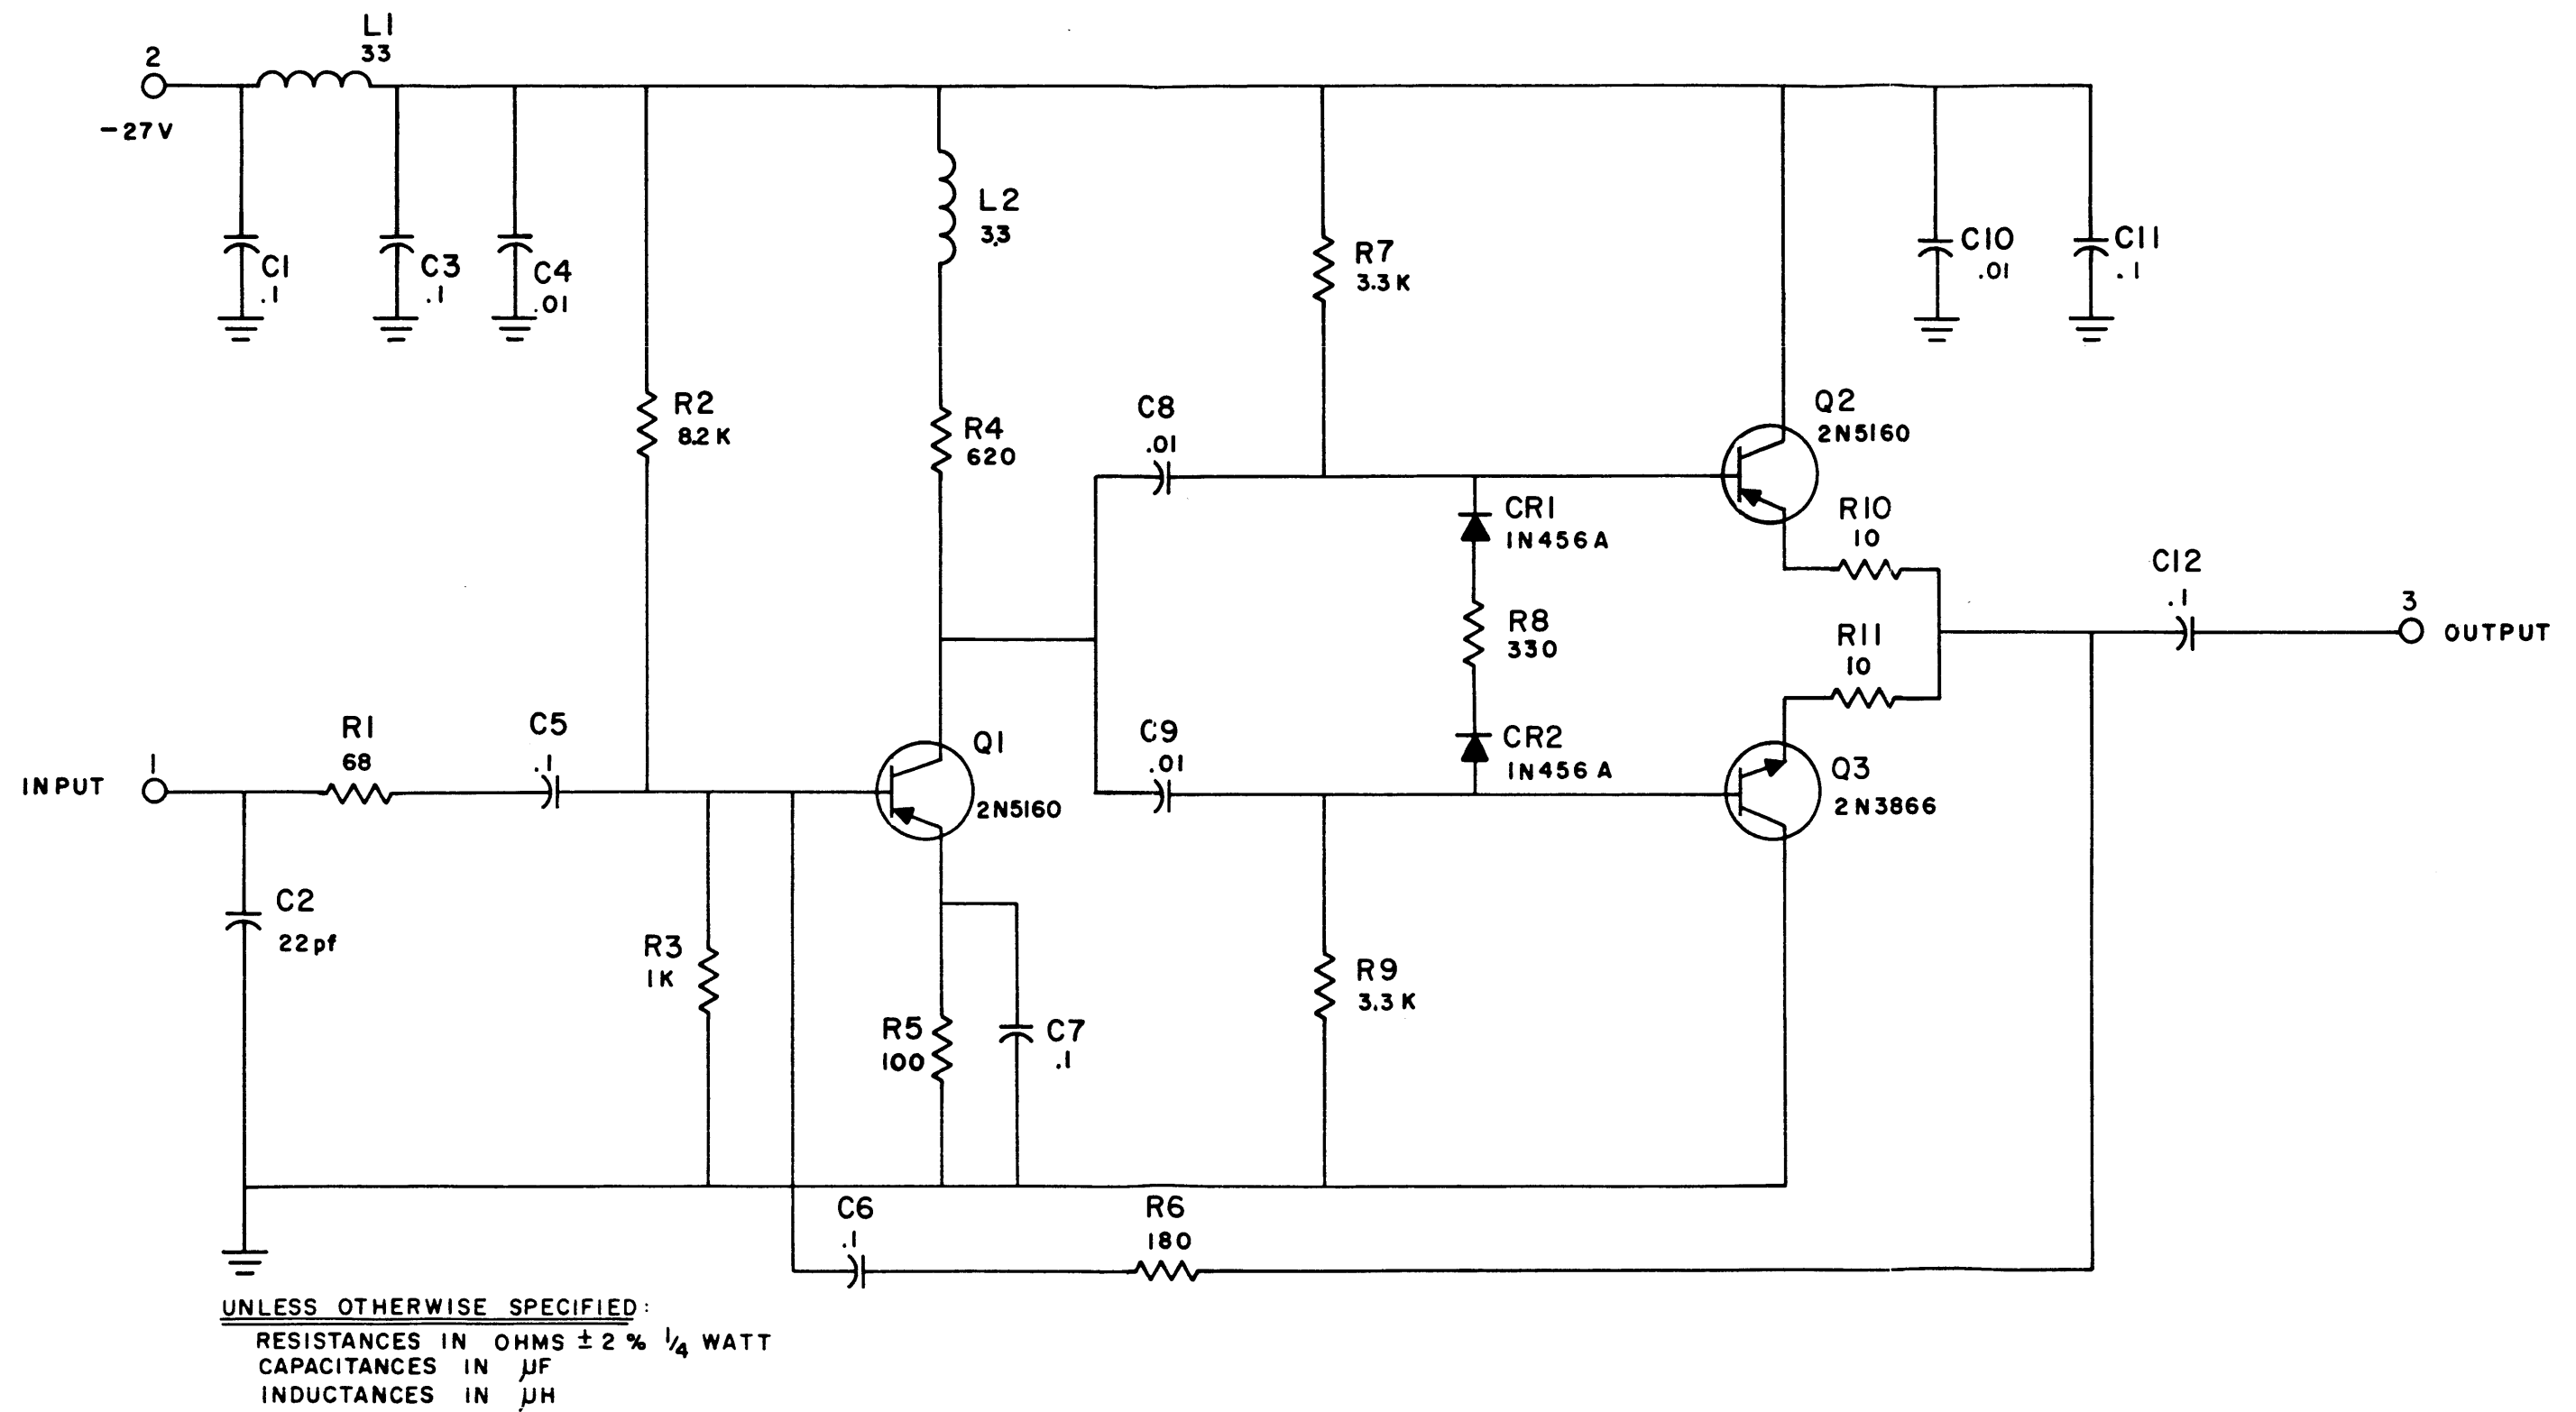 L1
33
2
-27V
C1
.1
C3
.1
C4
.01
R2
8.2K
L2
3.3
R4
620
R7
3.3K
C10
.01
C11
.1
Q2
2N5160
C8
.01
CR1
1N456A
R10
10
R8
330
R11
10
C12
.1
3
OUTPUT
INPUT
1
R1
68
C5
.1
Q1
2N5160
C9
.01
CR2
1N456A
Q3
2N3866
C2
22pf
R3
1K
R5
100
C7
.1
R9
3.3K
C6
.1
R6
180
UNLESS OTHERWISE SPECIFIED:
RESISTANCES IN OHMS ±2% 1/4 WATT
CAPACITANCES IN µF
INDUCTANCES IN µH